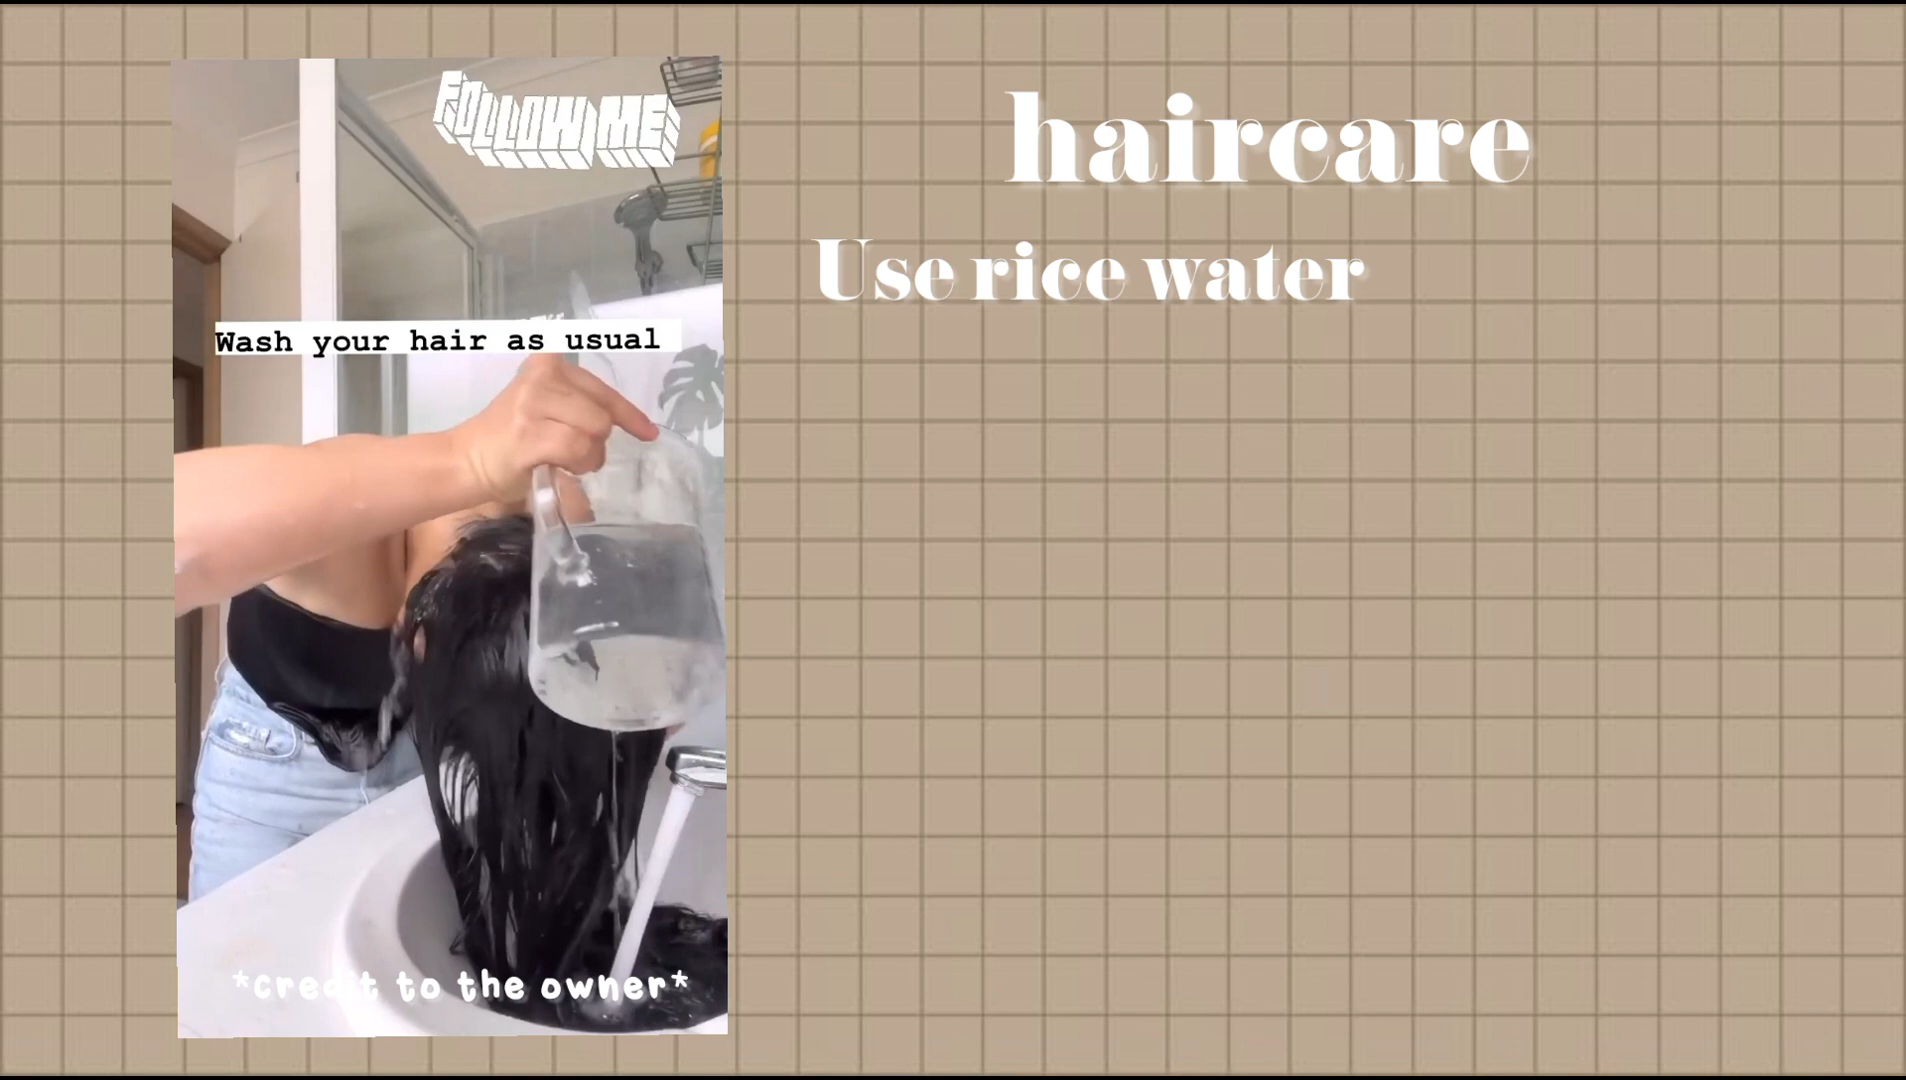 FOLLOW ME
haircare
Use rice water
Wash your hair as usual
*credit to the owner*